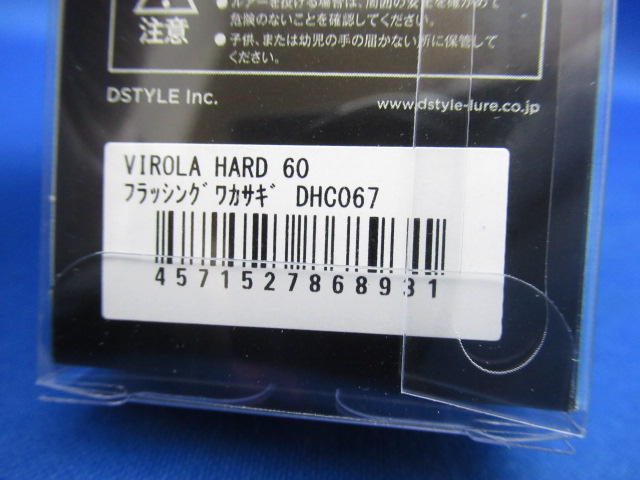 ●ルアーを投げる場合は、周囲の安全を確かめて
危険のないことを確認してください。
注意
●子供、または幼児の手の届かない所に保管して
ください。
DSTYLE Inc.
www.dstyle-lure.co.jp
VIROLA HARD 60
ﾌﾗｯｼﾝｸﾞﾜｶｻｷﾞ DHC067
4571527868931